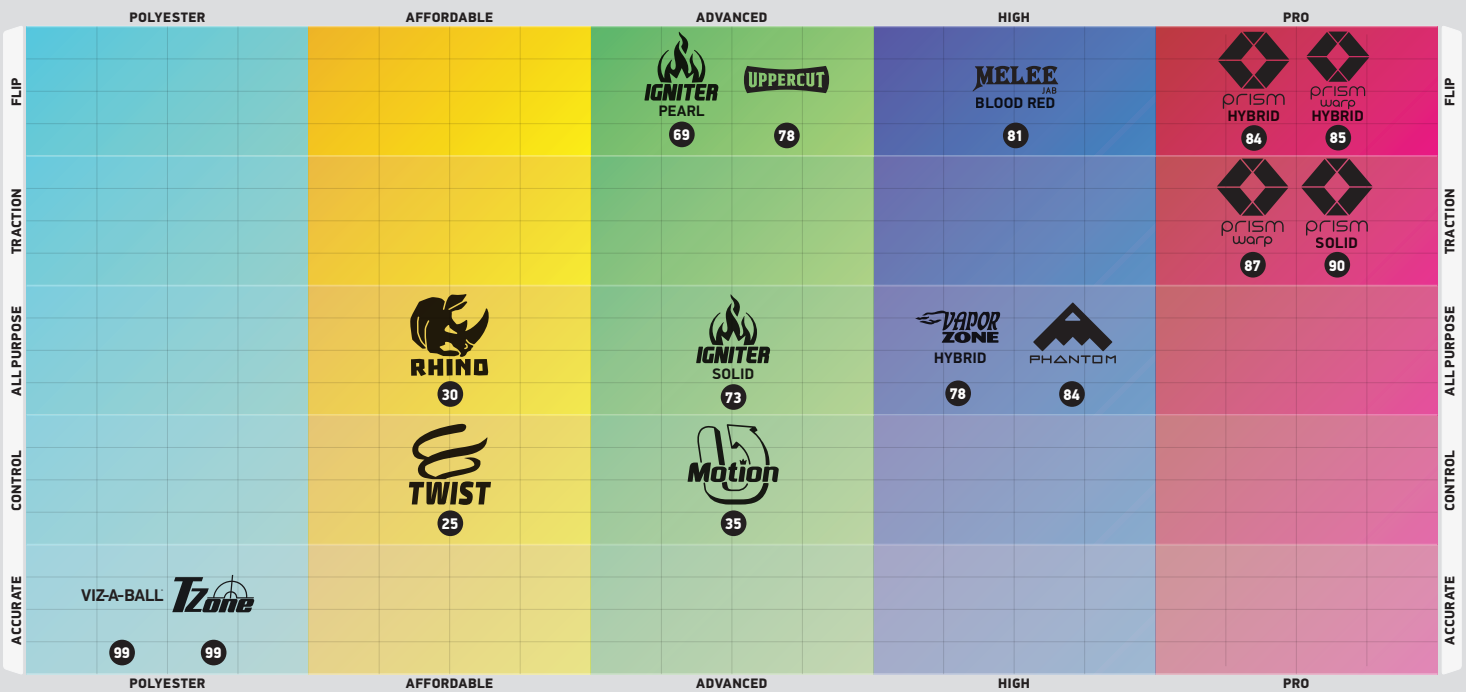 POLYESTER AFFORDABLE ADVANCED HIGH PRO
FLIP
IGNITER
PEARL
69
UPPERCUT
78
MELEE
JAB
BLOOD RED
81
prism
HYBRID
84
prism
warp
HYBRID
85
FLIP
TRACTION
prism
warp
87
prism
SOLID
90
TRACTION
ALL PURPOSE
RHINO
30
IGNITER
SOLID
73
VAPOR
ZONE
HYBRID
78
PHANTOM
84
ALL PURPOSE
CONTROL
TWIST
25
Motion
35
CONTROL
ACCURATE
VIZ-A-BALL
99
TZone
99
ACCURATE
POLYESTER AFFORDABLE ADVANCED HIGH PRO